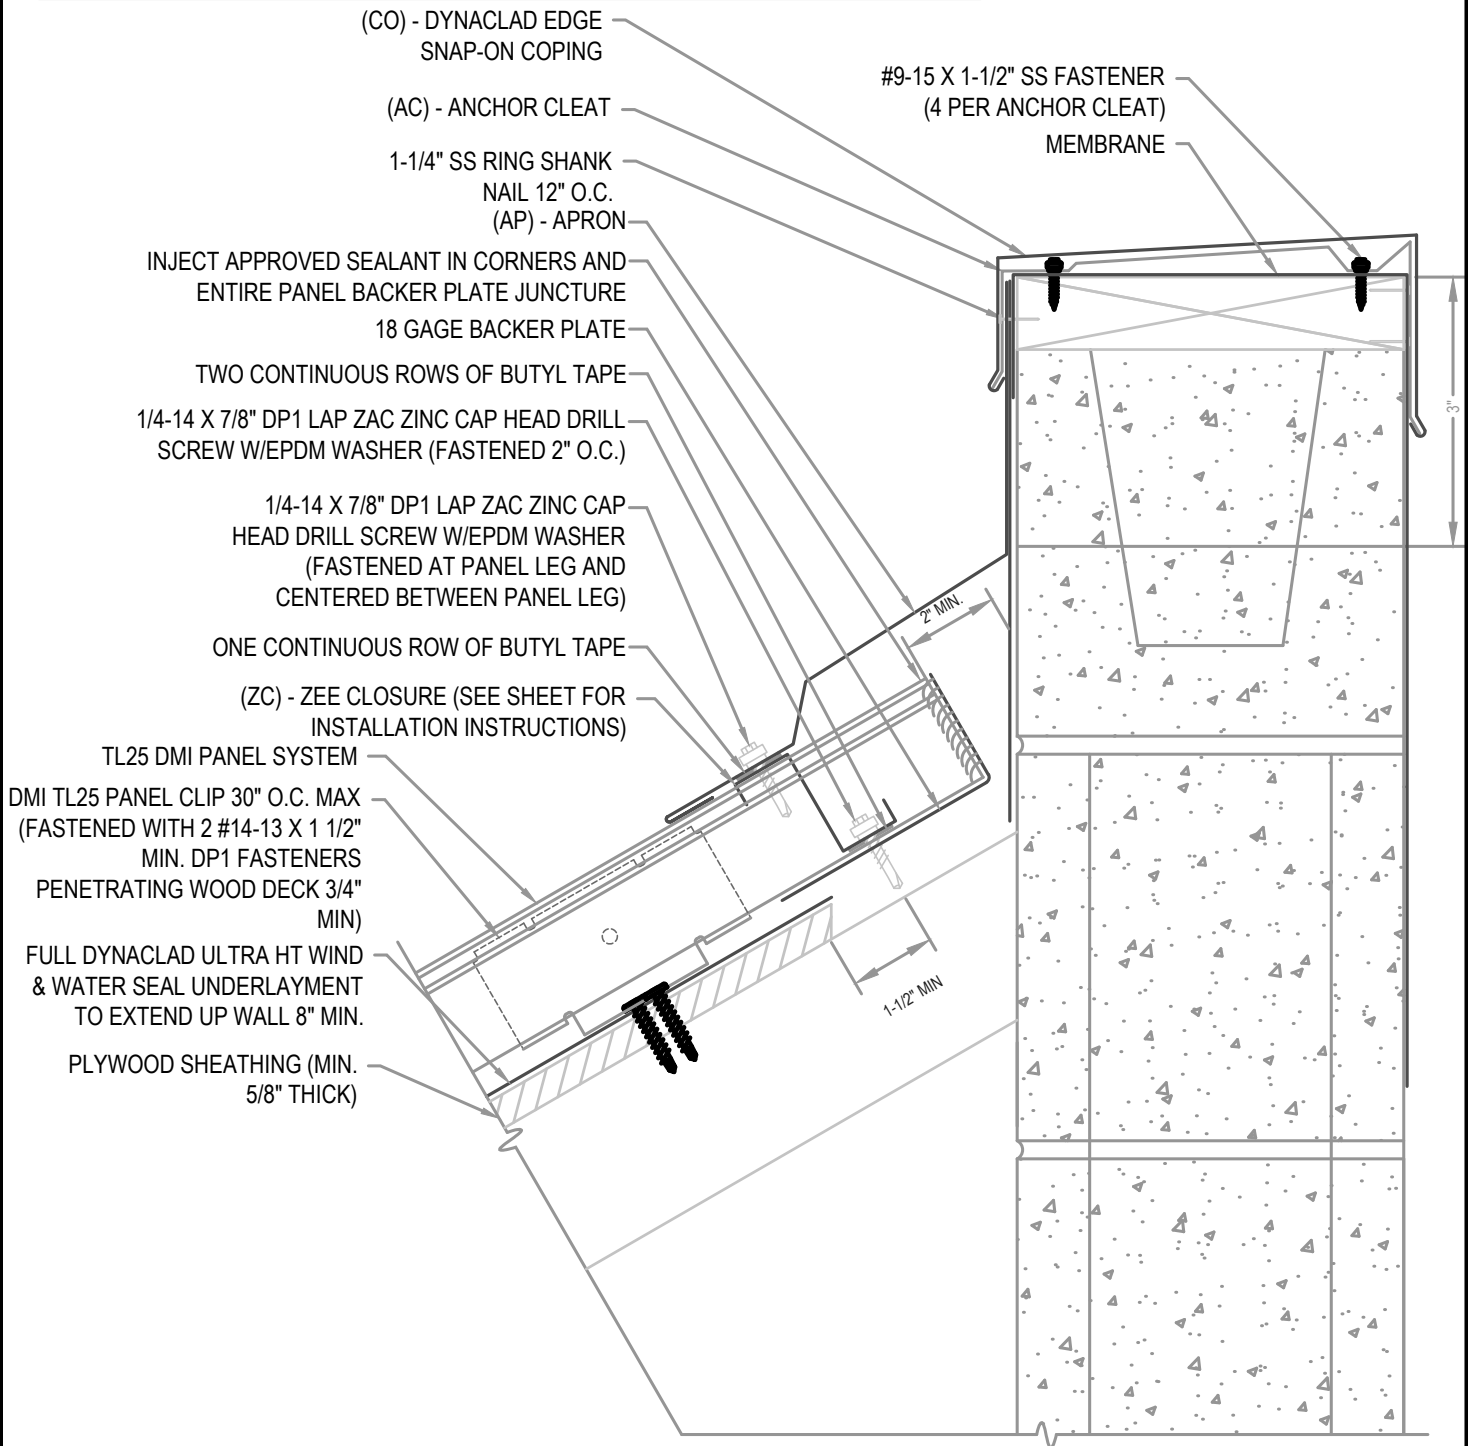 (CO) - DYNACLAD EDGE
SNAP-ON COPING
#9-15 X 1-1/2" SS FASTENER
(4 PER ANCHOR CLEAT)
(AC) - ANCHOR CLEAT
MEMBRANE
1-1/4" SS RING SHANK
NAIL 12" O.C.
(AP) - APRON
INJECT APPROVED SEALANT IN CORNERS AND
ENTIRE PANEL BACKER PLATE JUNCTURE
18 GAGE BACKER PLATE
TWO CONTINUOUS ROWS OF BUTYL TAPE
1/4-14 X 7/8" DP1 LAP ZAC ZINC CAP HEAD DRILL
SCREW W/EPDM WASHER (FASTENED 2" O.C.)
3"
1/4-14 X 7/8" DP1 LAP ZAC ZINC CAP
HEAD DRILL SCREW W/EPDM WASHER
(FASTENED AT PANEL LEG AND
CENTERED BETWEEN PANEL LEG)
2" MIN.
ONE CONTINUOUS ROW OF BUTYL TAPE
(ZC) - ZEE CLOSURE (SEE SHEET FOR
INSTALLATION INSTRUCTIONS)
TL25 DMI PANEL SYSTEM
DMI TL25 PANEL CLIP 30" O.C. MAX
(FASTENED WITH 2 #14-13 X 1 1/2"
MIN. DP1 FASTENERS
PENETRATING WOOD DECK 3/4"
MIN)
FULL DYNACLAD ULTRA HT WIND
& WATER SEAL UNDERLAYMENT
TO EXTEND UP WALL 8" MIN.
1-1/2" MIN
PLYWOOD SHEATHING (MIN.
5/8" THICK)